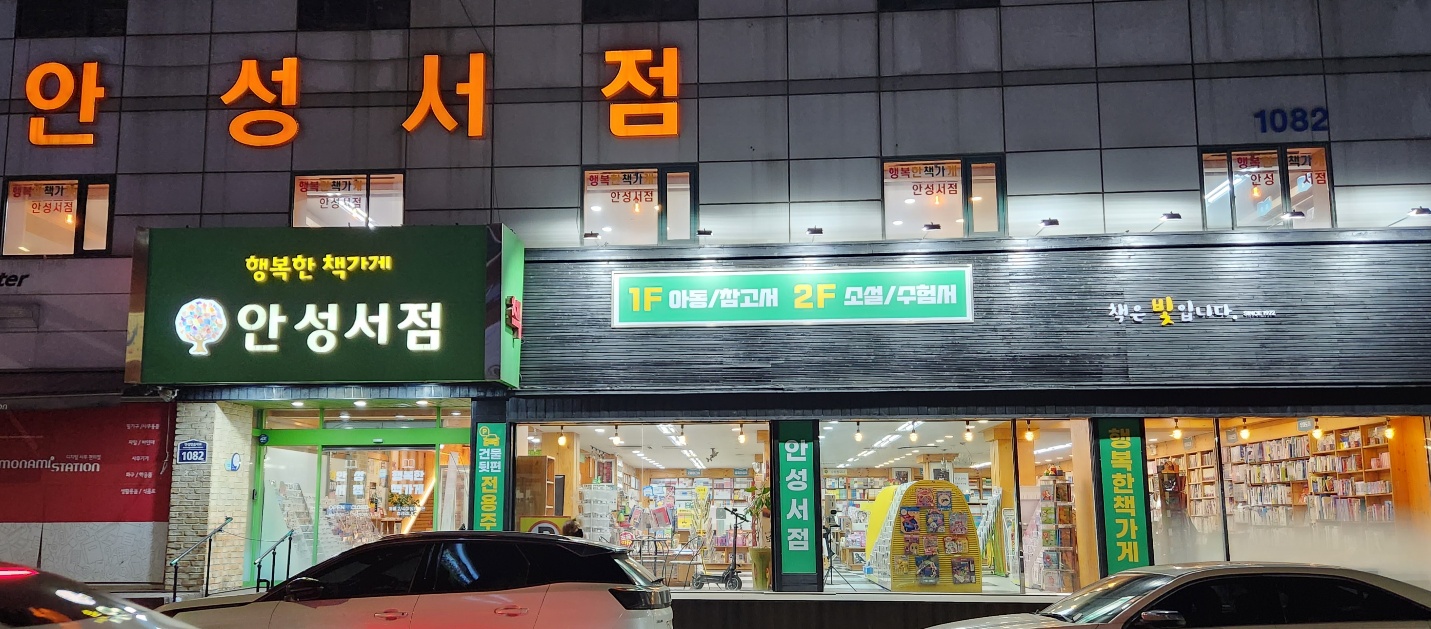 안성서점
1082
행복한책가게
안성서점
행복한책가게
안성서점
행복한책가게
안성서점
행복한책가게
안성서점
행복한책가게
안성 서점
행복한 책가게
안성서점
책
1F 아동/참고서 2F 소설/수험서
책은 빛입니다.
1082
MONAMI STATION
건물
뒷편
전용주
안성서점
행복한책가게